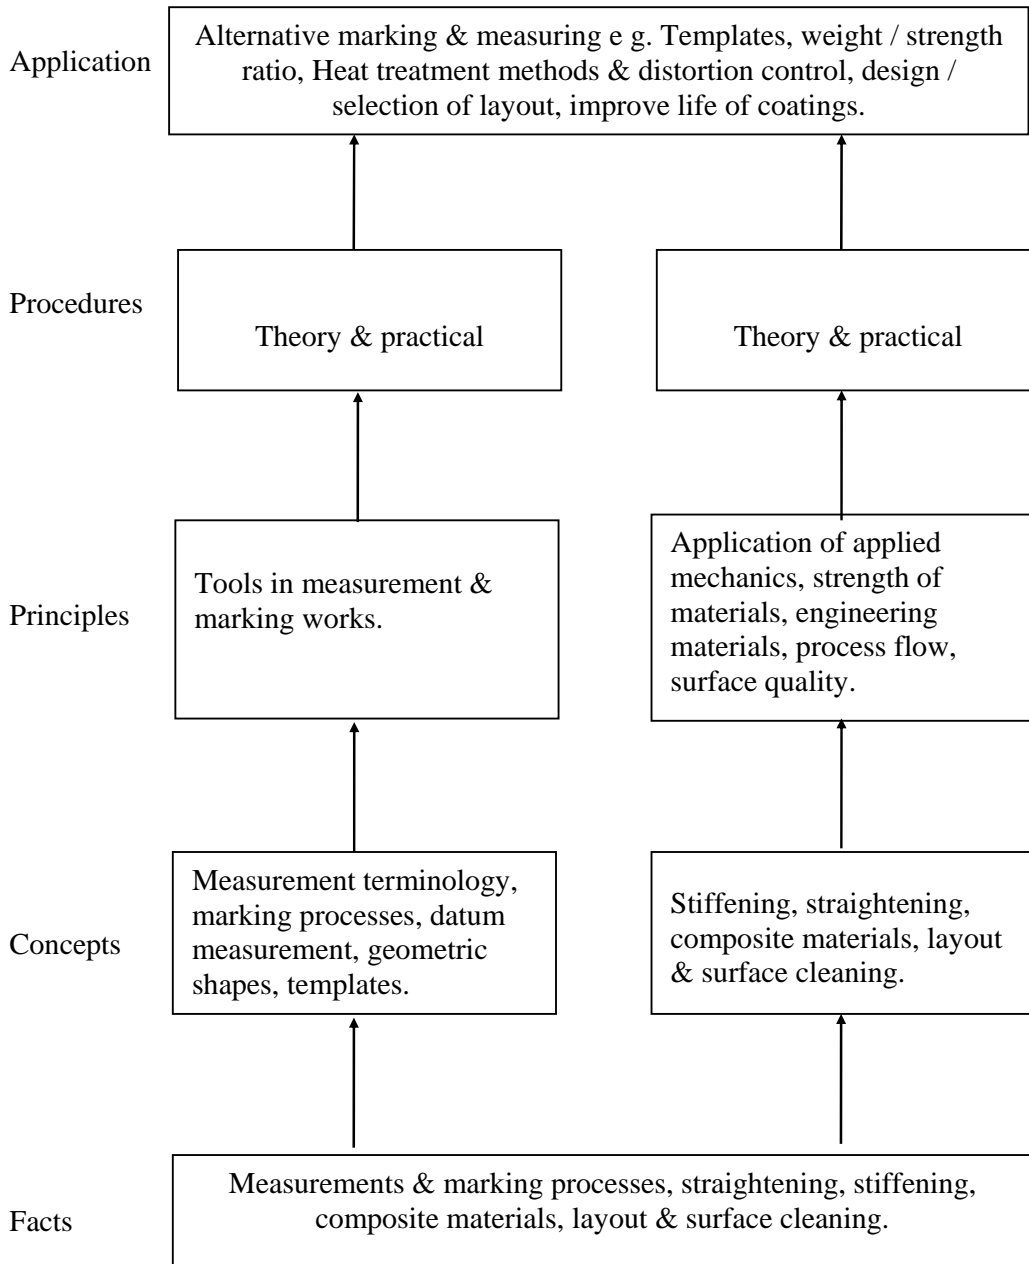 Application
Alternative marking & measuring e g. Templates, weight / strength
ratio, Heat treatment methods & distortion control, design /
selection of layout, improve life of coatings.
Procedures
Theory & practical
Theory & practical
Principles
Tools in measurement &
marking works.
Application of applied
mechanics, strength of
materials, engineering
materials, process flow,
surface quality.
Concepts
Measurement terminology,
marking processes, datum
measurement, geometric
shapes, templates.
Stiffening, straightening,
composite materials, layout
& surface cleaning.
Facts
Measurements & marking processes, straightening, stiffening,
composite materials, layout & surface cleaning.